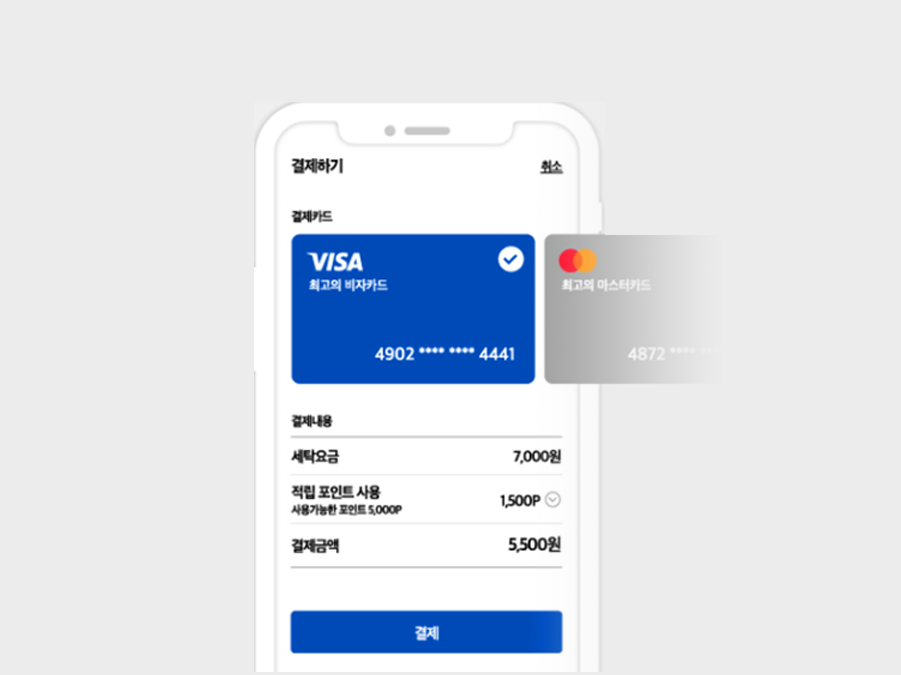 결제하기 취소
결제카드
VISA
최고의 비자카드
4902 **** **** 4441
최고의 마스터카드
4872 **** ***
결제내용
세탁요금 7,000원
적립 포인트 사용 1,500P
사용가능한 포인트 5,000P
결제금액 5,500원
결제